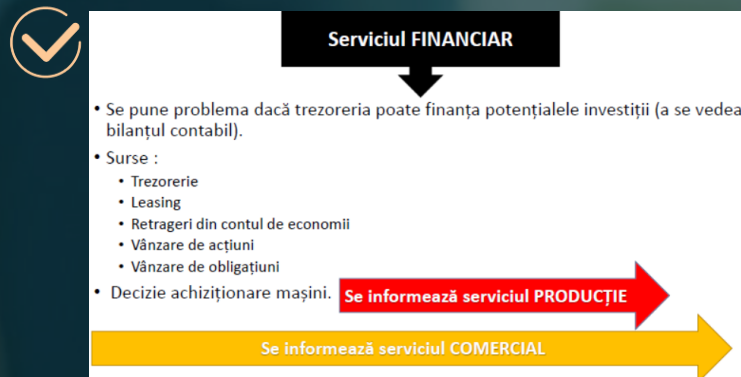 Serviciul FINANCIAR
• Se pune problema dacă trezoreria poate finanța potențialele investiții (a se vedea
bilanțul contabil).
• Surse :
• Trezorerie
• Leasing
• Retrageri din contul de economii
• Vânzare de acțiuni
• Vânzare de obligațiuni
• Decizie achiziționare mașini.
Se informează serviciul PRODUCȚIE
Se informează serviciul COMERCIAL